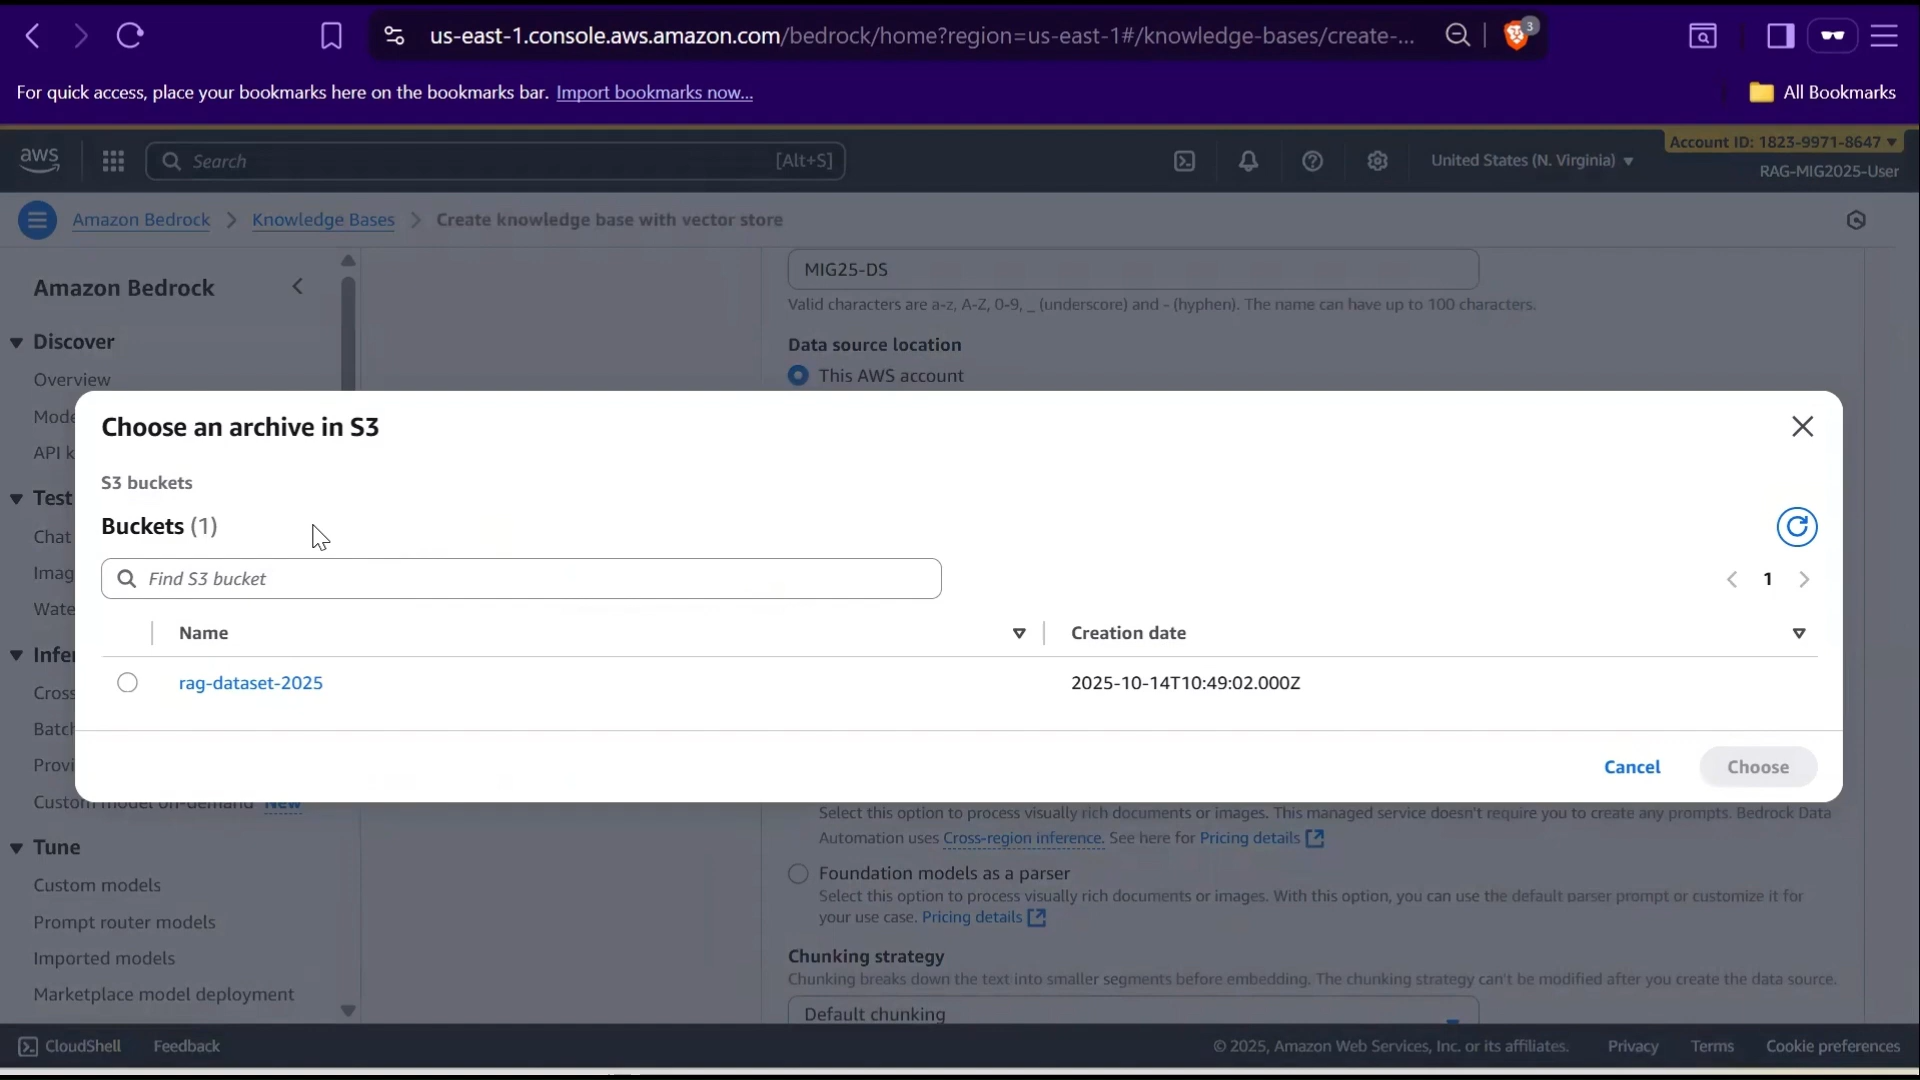 us-east-1.console.aws.amazon.com/bedrock/home?region=us-east-1#/knowledge-bases/create-...
3
For quick access, place your bookmarks here on the bookmarks bar. Import bookmarks now...
All Bookmarks
aws
Search
[Alt+S]
United States (N. Virginia)
Account ID: 1823-9971-8647
RAG-MIG2025-User
Amazon Bedrock
Knowledge Bases
Create knowledge base with vector store
Amazon Bedrock
Discover
Overview
Mode
API k
Test
Chat
Imag
Wate
Infer
Cross
Batch
Provi
Custom model on-demand New
Tune
Custom models
Prompt router models
Imported models
Marketplace model deployment
MIG25-DS
Valid characters are a-z, A-Z, 0-9, _ (underscore) and - (hyphen). The name can have up to 100 characters.
Data source location
This AWS account
Choose an archive in S3
S3 buckets
Buckets (1)
Find S3 bucket
1
Name
Creation date
rag-dataset-2025
2025-10-14T10:49:02.000Z
Cancel
Choose
Select this option to process visually rich documents or images. This managed service doesn't require you to create any prompts. Bedrock Data
Automation uses Cross-region inference. See here for Pricing details
Foundation models as a parser
Select this option to process visually rich documents or images. With this option, you can use the default parser prompt or customize it for
your use case. Pricing details
Chunking strategy
Chunking breaks down the text into smaller segments before embedding. The chunking strategy can't be modified after you create the data source.
Default chunking
CloudShell
Feedback
© 2025, Amazon Web Services, Inc. or its affiliates.
Privacy
Terms
Cookie preferences